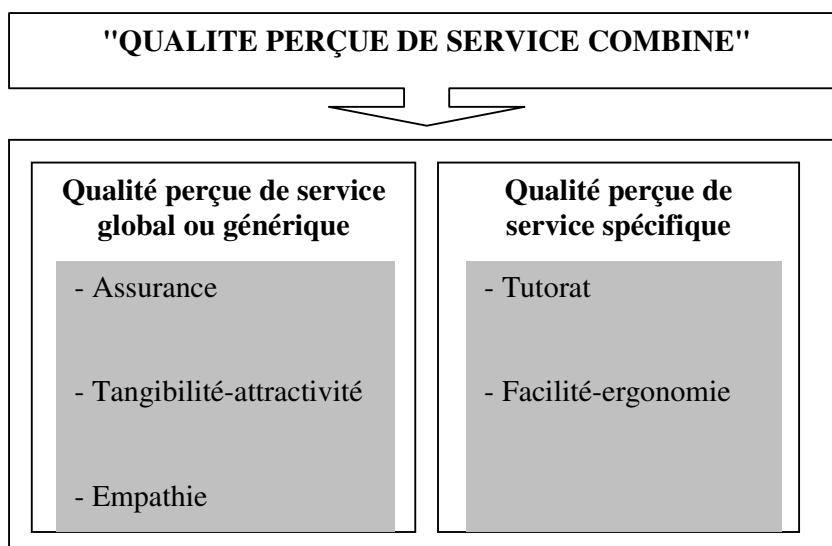 "QUALITE PERÇUE DE SERVICE COMBINE"
Qualité perçue de service
global ou générique
- Assurance
- Tangibilité-attractivité
- Empathie
Qualité perçue de
service spécifique
- Tutorat
- Facilité-ergonomie